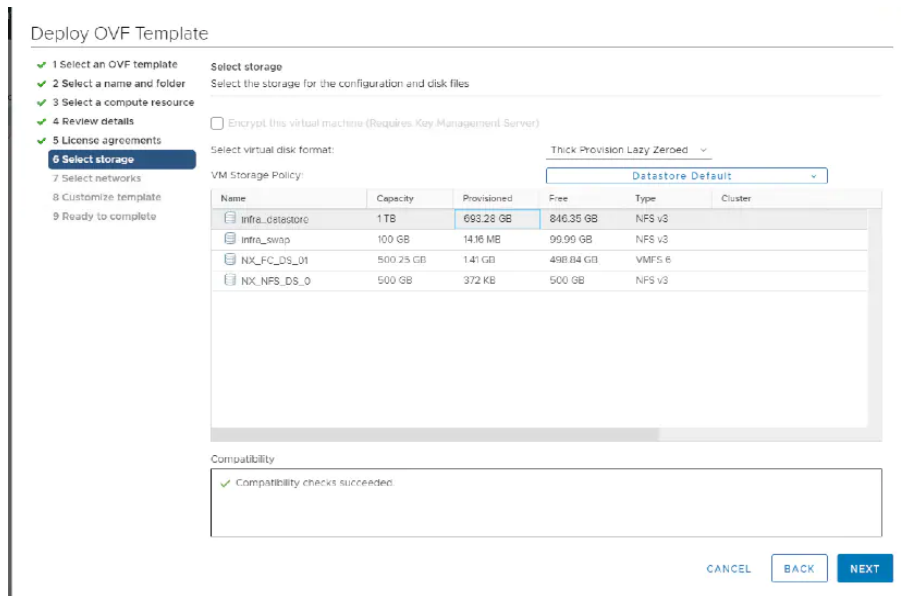 Deploy OVF Template
1 Select an OVF template
2 Select a name and folder
3 Select a compute resource
4 Review details
5 License agreements
6 Select storage
7 Select networks
8 Customize template
9 Ready to complete
Select storage
Select the storage for the configuration and disk files
Encrypt this virtual machine (Requires Key Management Server)
Select virtual disk format: Thick Provision Lazy Zeroed
VM Storage Policy: Datastore Default
Name Capacity Provisioned Free Type Cluster
infra_datastore 1 TB 693.28 GB 846.35 GB NFS v3
infra_swap 100 GB 14.16 MB 99.99 GB NFS v3
NX_FC_DS_01 500.25 GB 1.41 GB 498.84 GB VMFS 6
NX_NFS_DS_0 500 GB 372 KB 500 GB NFS v3
Compatibility
Compatibility checks succeeded.
CANCEL BACK NEXT